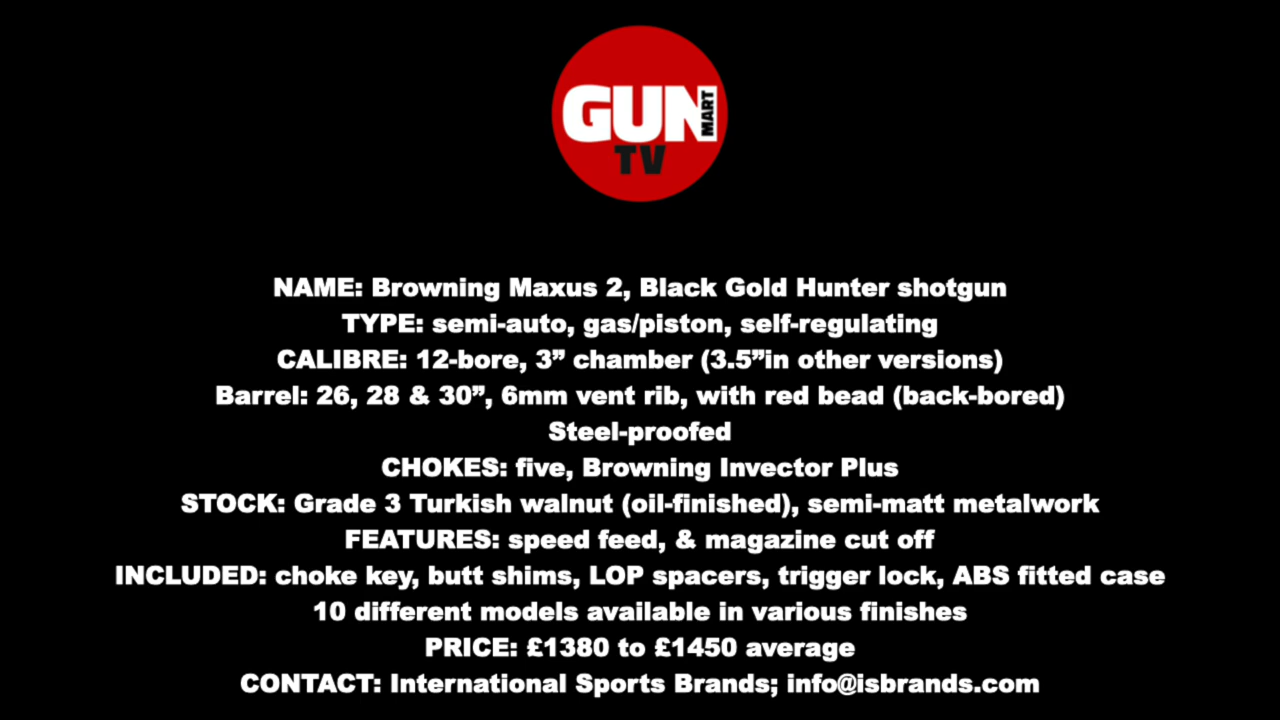 GUN MART
TV
NAME: Browning Maxus 2, Black Gold Hunter shotgun
TYPE: semi-auto, gas/piston, self-regulating
CALIBRE: 12-bore, 3” chamber (3.5”in other versions)
Barrel: 26, 28 & 30”, 6mm vent rib, with red bead (back-bored)
Steel-proofed
CHOKES: five, Browning Invector Plus
STOCK: Grade 3 Turkish walnut (oil-finished), semi-matt metalwork
FEATURES: speed feed, & magazine cut off
INCLUDED: choke key, butt shims, LOP spacers, trigger lock, ABS fitted case
10 different models available in various finishes
PRICE: £1380 to £1450 average
CONTACT: International Sports Brands; info@isbrands.com